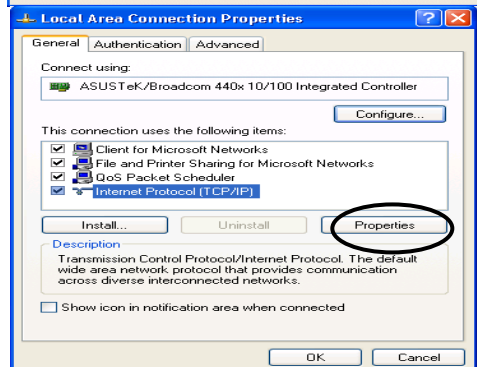 Local Area Connection Properties
General Authentication Advanced
Connect using:
ASUSTeK/Broadcom 440x 10/100 Integrated Controller
Configure...
This connection uses the following items:
Client for Microsoft Networks
File and Printer Sharing for Microsoft Networks
QoS Packet Scheduler
Internet Protocol (TCP/IP)
Install... Uninstall Properties
Description
Transmission Control Protocol/Internet Protocol. The default
wide area network protocol that provides communication
across diverse interconnected networks.
Show icon in notification area when connected
OK Cancel